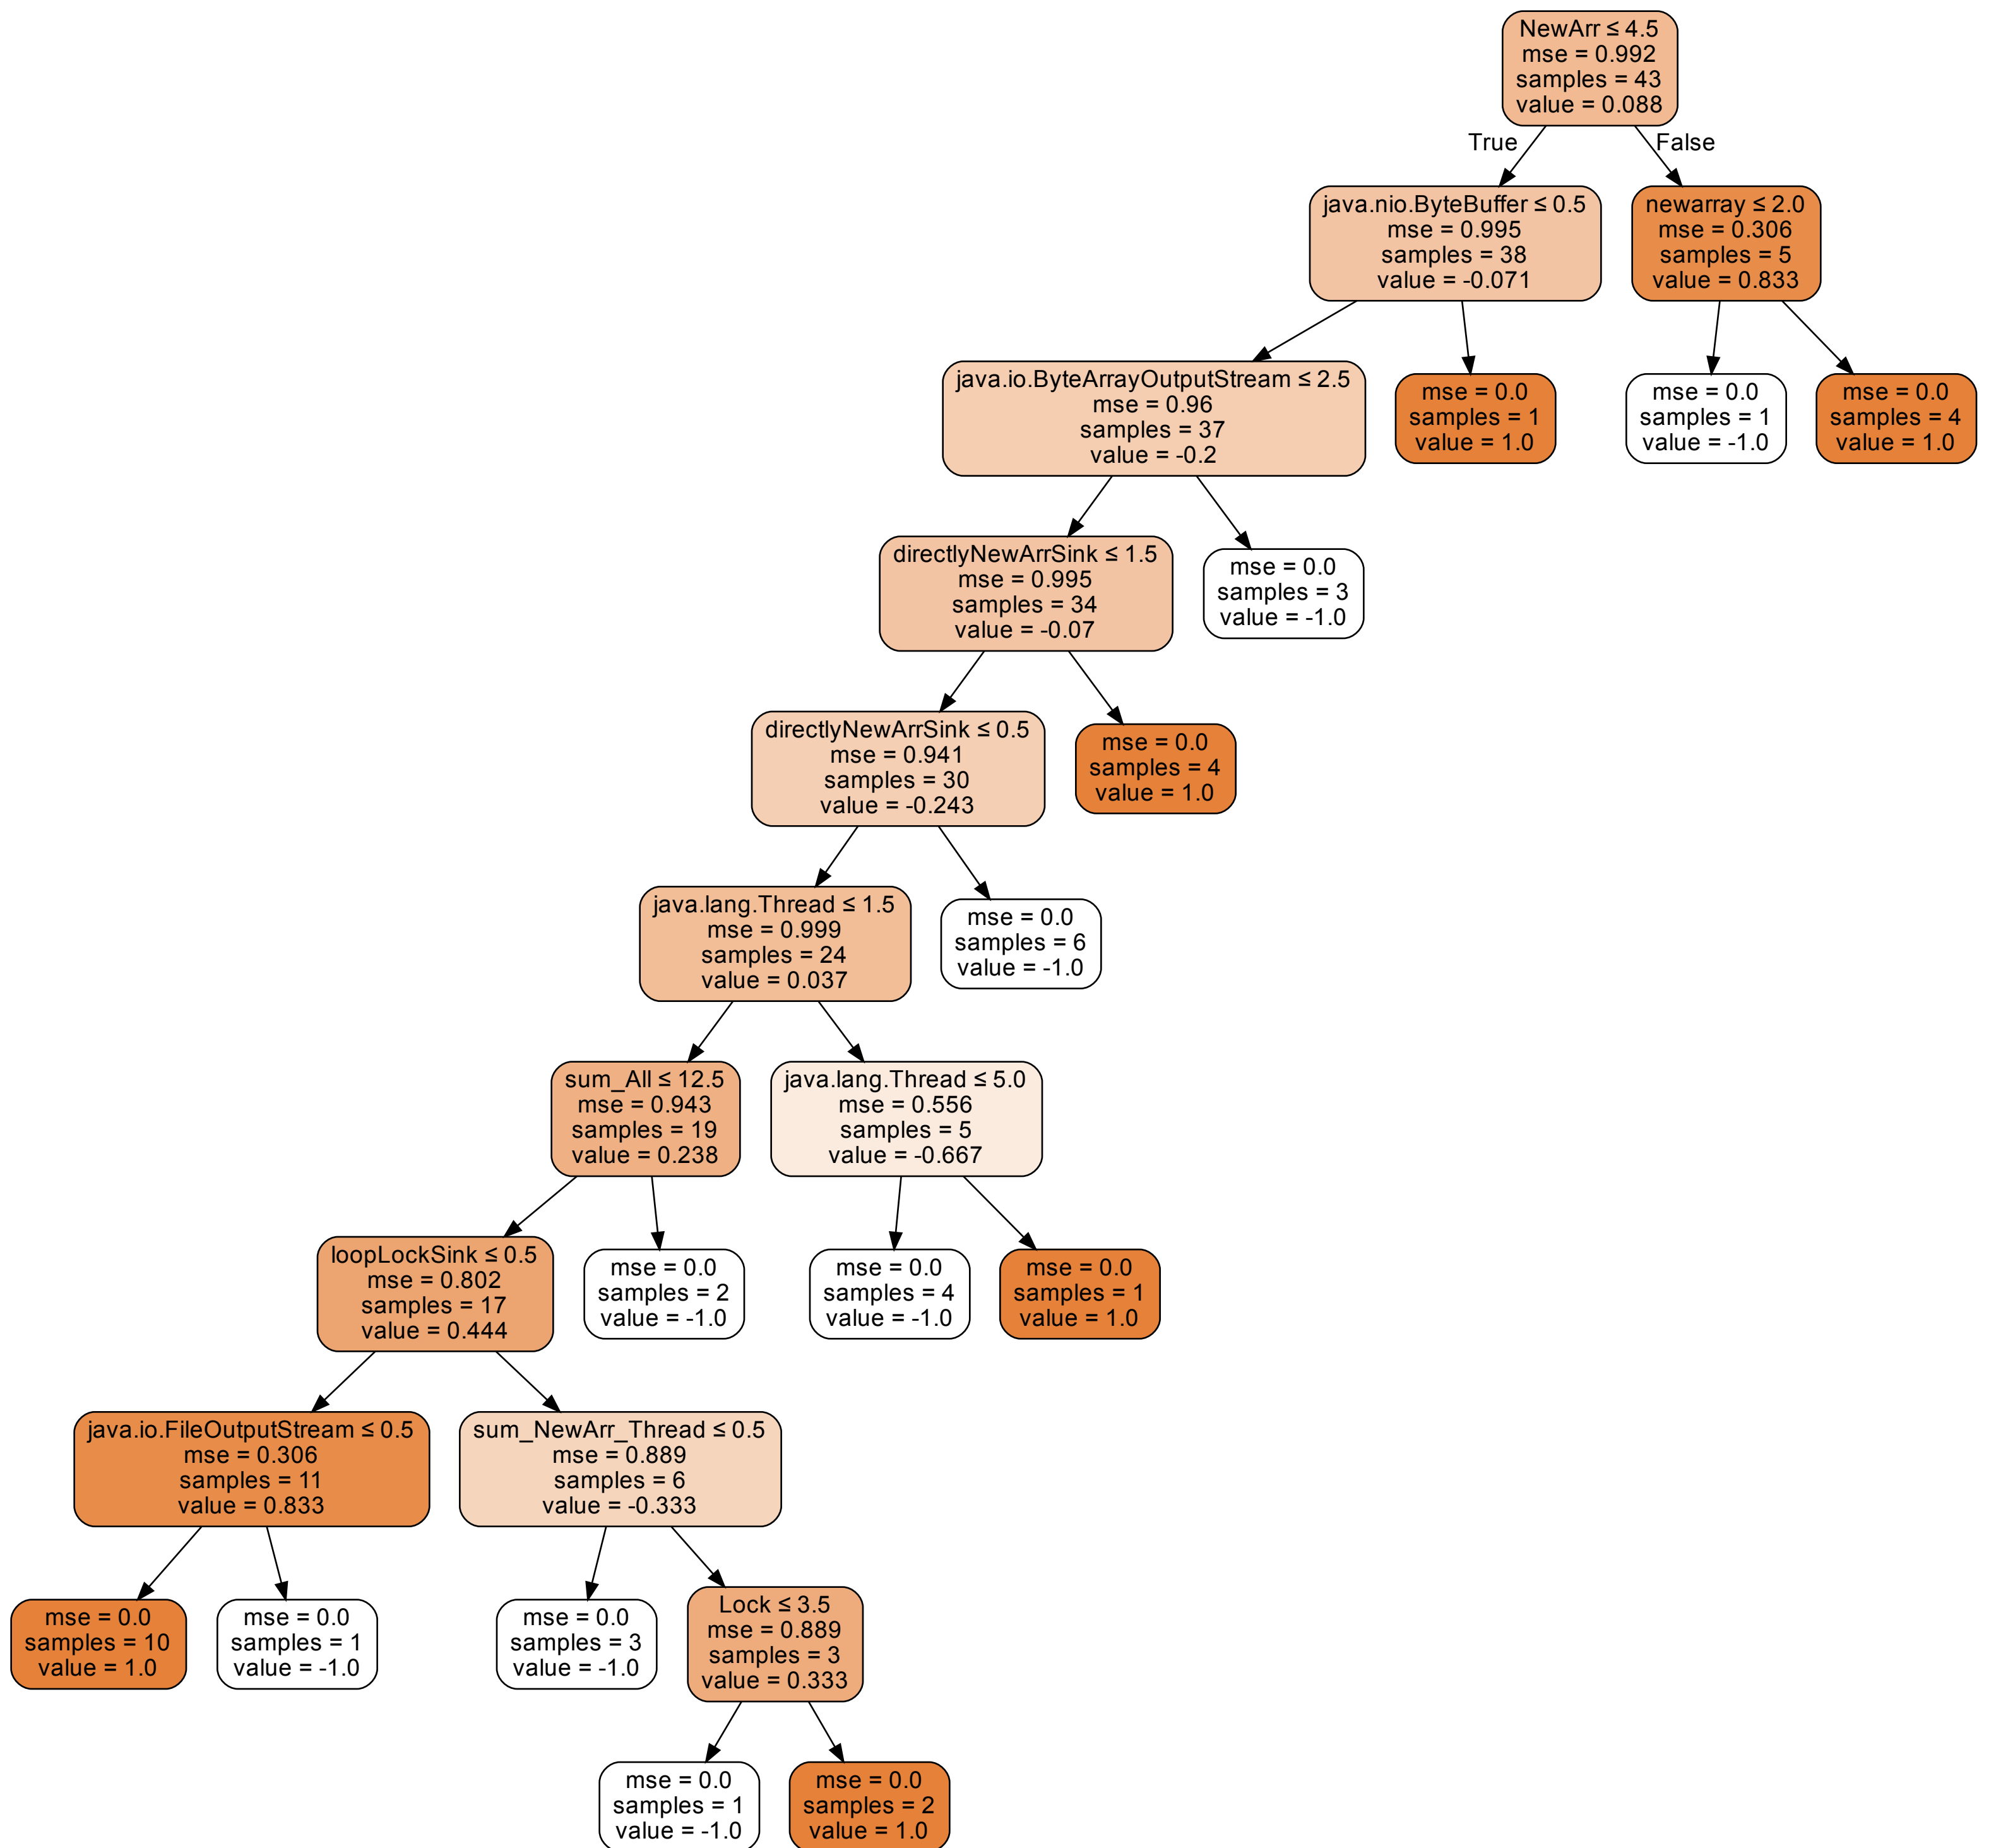 NewArr ≤ 4.5
mse = 0.992
samples = 43
value = 0.088
True
False
java.nio.ByteBuffer ≤ 0.5
mse = 0.995
samples = 38
value = -0.071
newarray ≤ 2.0
mse = 0.306
samples = 5
value = 0.833
java.io.ByteArrayOutputStream ≤ 2.5
mse = 0.96
samples = 37
value = -0.2
mse = 0.0
samples = 1
value = 1.0
mse = 0.0
samples = 1
value = -1.0
mse = 0.0
samples = 4
value = 1.0
directlyNewArrSink ≤ 1.5
mse = 0.995
samples = 34
value = -0.07
mse = 0.0
samples = 3
value = -1.0
directlyNewArrSink ≤ 0.5
mse = 0.941
samples = 30
value = -0.243
mse = 0.0
samples = 4
value = 1.0
java.lang.Thread ≤ 1.5
mse = 0.999
samples = 24
value = 0.037
mse = 0.0
samples = 6
value = -1.0
sum_All ≤ 12.5
mse = 0.943
samples = 19
value = 0.238
java.lang.Thread ≤ 5.0
mse = 0.556
samples = 5
value = -0.667
loopLockSink ≤ 0.5
mse = 0.802
samples = 17
value = 0.444
mse = 0.0
samples = 2
value = -1.0
mse = 0.0
samples = 4
value = -1.0
mse = 0.0
samples = 1
value = 1.0
java.io.FileOutputStream ≤ 0.5
mse = 0.306
samples = 11
value = 0.833
sum_NewArr_Thread ≤ 0.5
mse = 0.889
samples = 6
value = -0.333
mse = 0.0
samples = 10
value = 1.0
mse = 0.0
samples = 1
value = -1.0
mse = 0.0
samples = 3
value = -1.0
Lock ≤ 3.5
mse = 0.889
samples = 3
value = 0.333
mse = 0.0
samples = 1
value = -1.0
mse = 0.0
samples = 2
value = 1.0